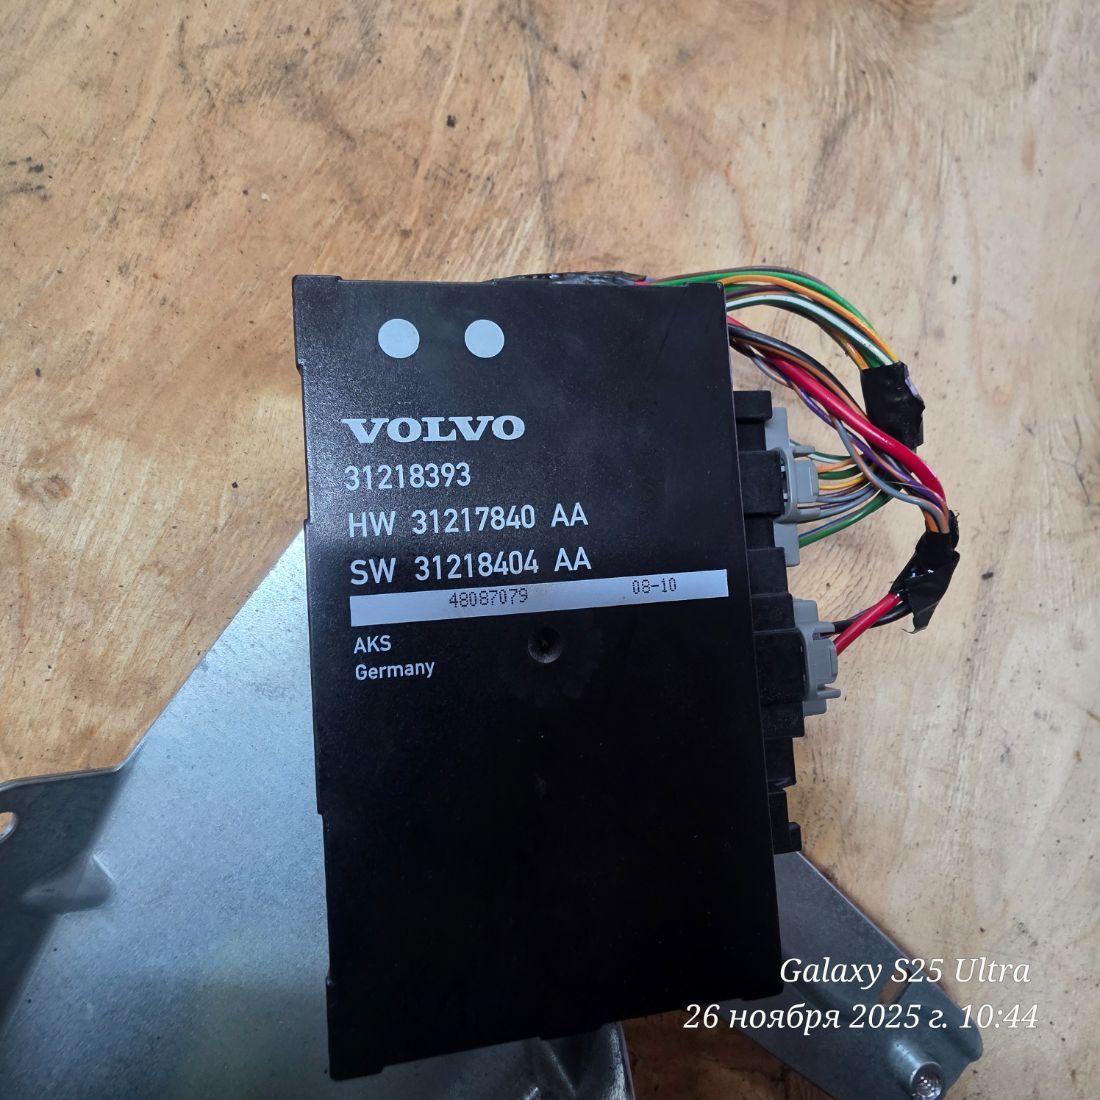 VOLVO
31218393
HW 31217840 AA
SW 31218404 AA
48087079 08-10
AKS
Germany
Galaxy S25 Ultra
26 ноября 2025 г. 10:44